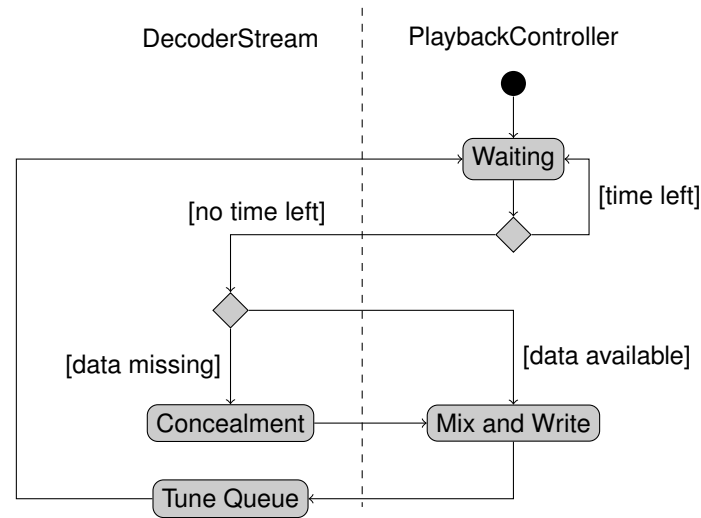 DecoderStream
PlaybackController
Waiting
[time left]
[no time left]
[data missing]
[data available]
Concealment
Mix and Write
Tune Queue